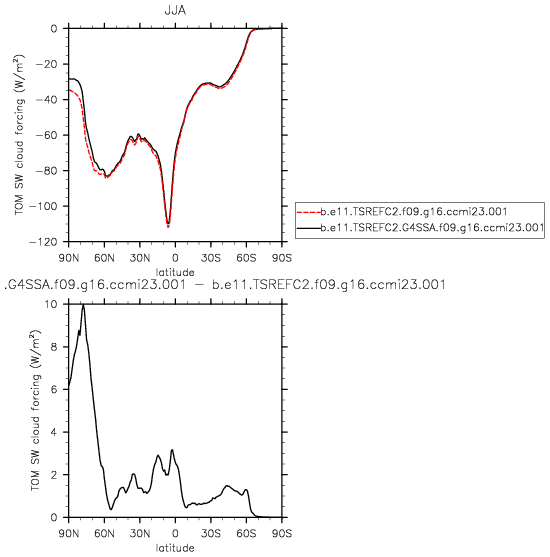 JJA
TOM SW cloud forcing (W/m²)
0
−20
−40
−60
−80
−100
−120
90N 60N 30N 0 30S 60S 90S
latitude
b.e11.TSREFC2.f09.g16.ccmi23.001
b.e11.TSREFC2.G4SSA.f09.g16.ccmi23.001
.G4SSA.f09.g16.ccmi23.001 − b.e11.TSREFC2.f09.g16.ccmi23.001
TOM SW cloud forcing (W/m²)
10
8
6
4
2
0
90N 60N 30N 0 30S 60S 90S
latitude